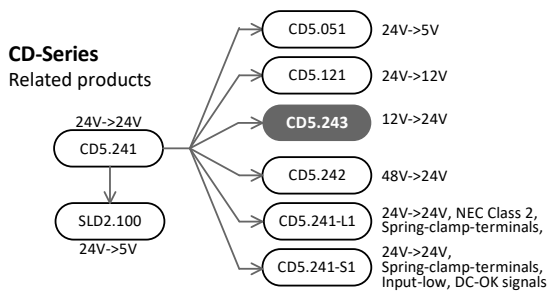 CD-Series
Related products
24V->24V
CD5.241
SLD2.100
24V->5V
CD5.051 24V->5V
CD5.121 24V->12V
CD5.243 12V->24V
CD5.242 48V->24V
CD5.241-L1 24V->24V, NEC Class 2,
Spring-clamp-terminals,
CD5.241-S1 24V->24V,
Spring-clamp-terminals,
Input-low, DC-OK signals